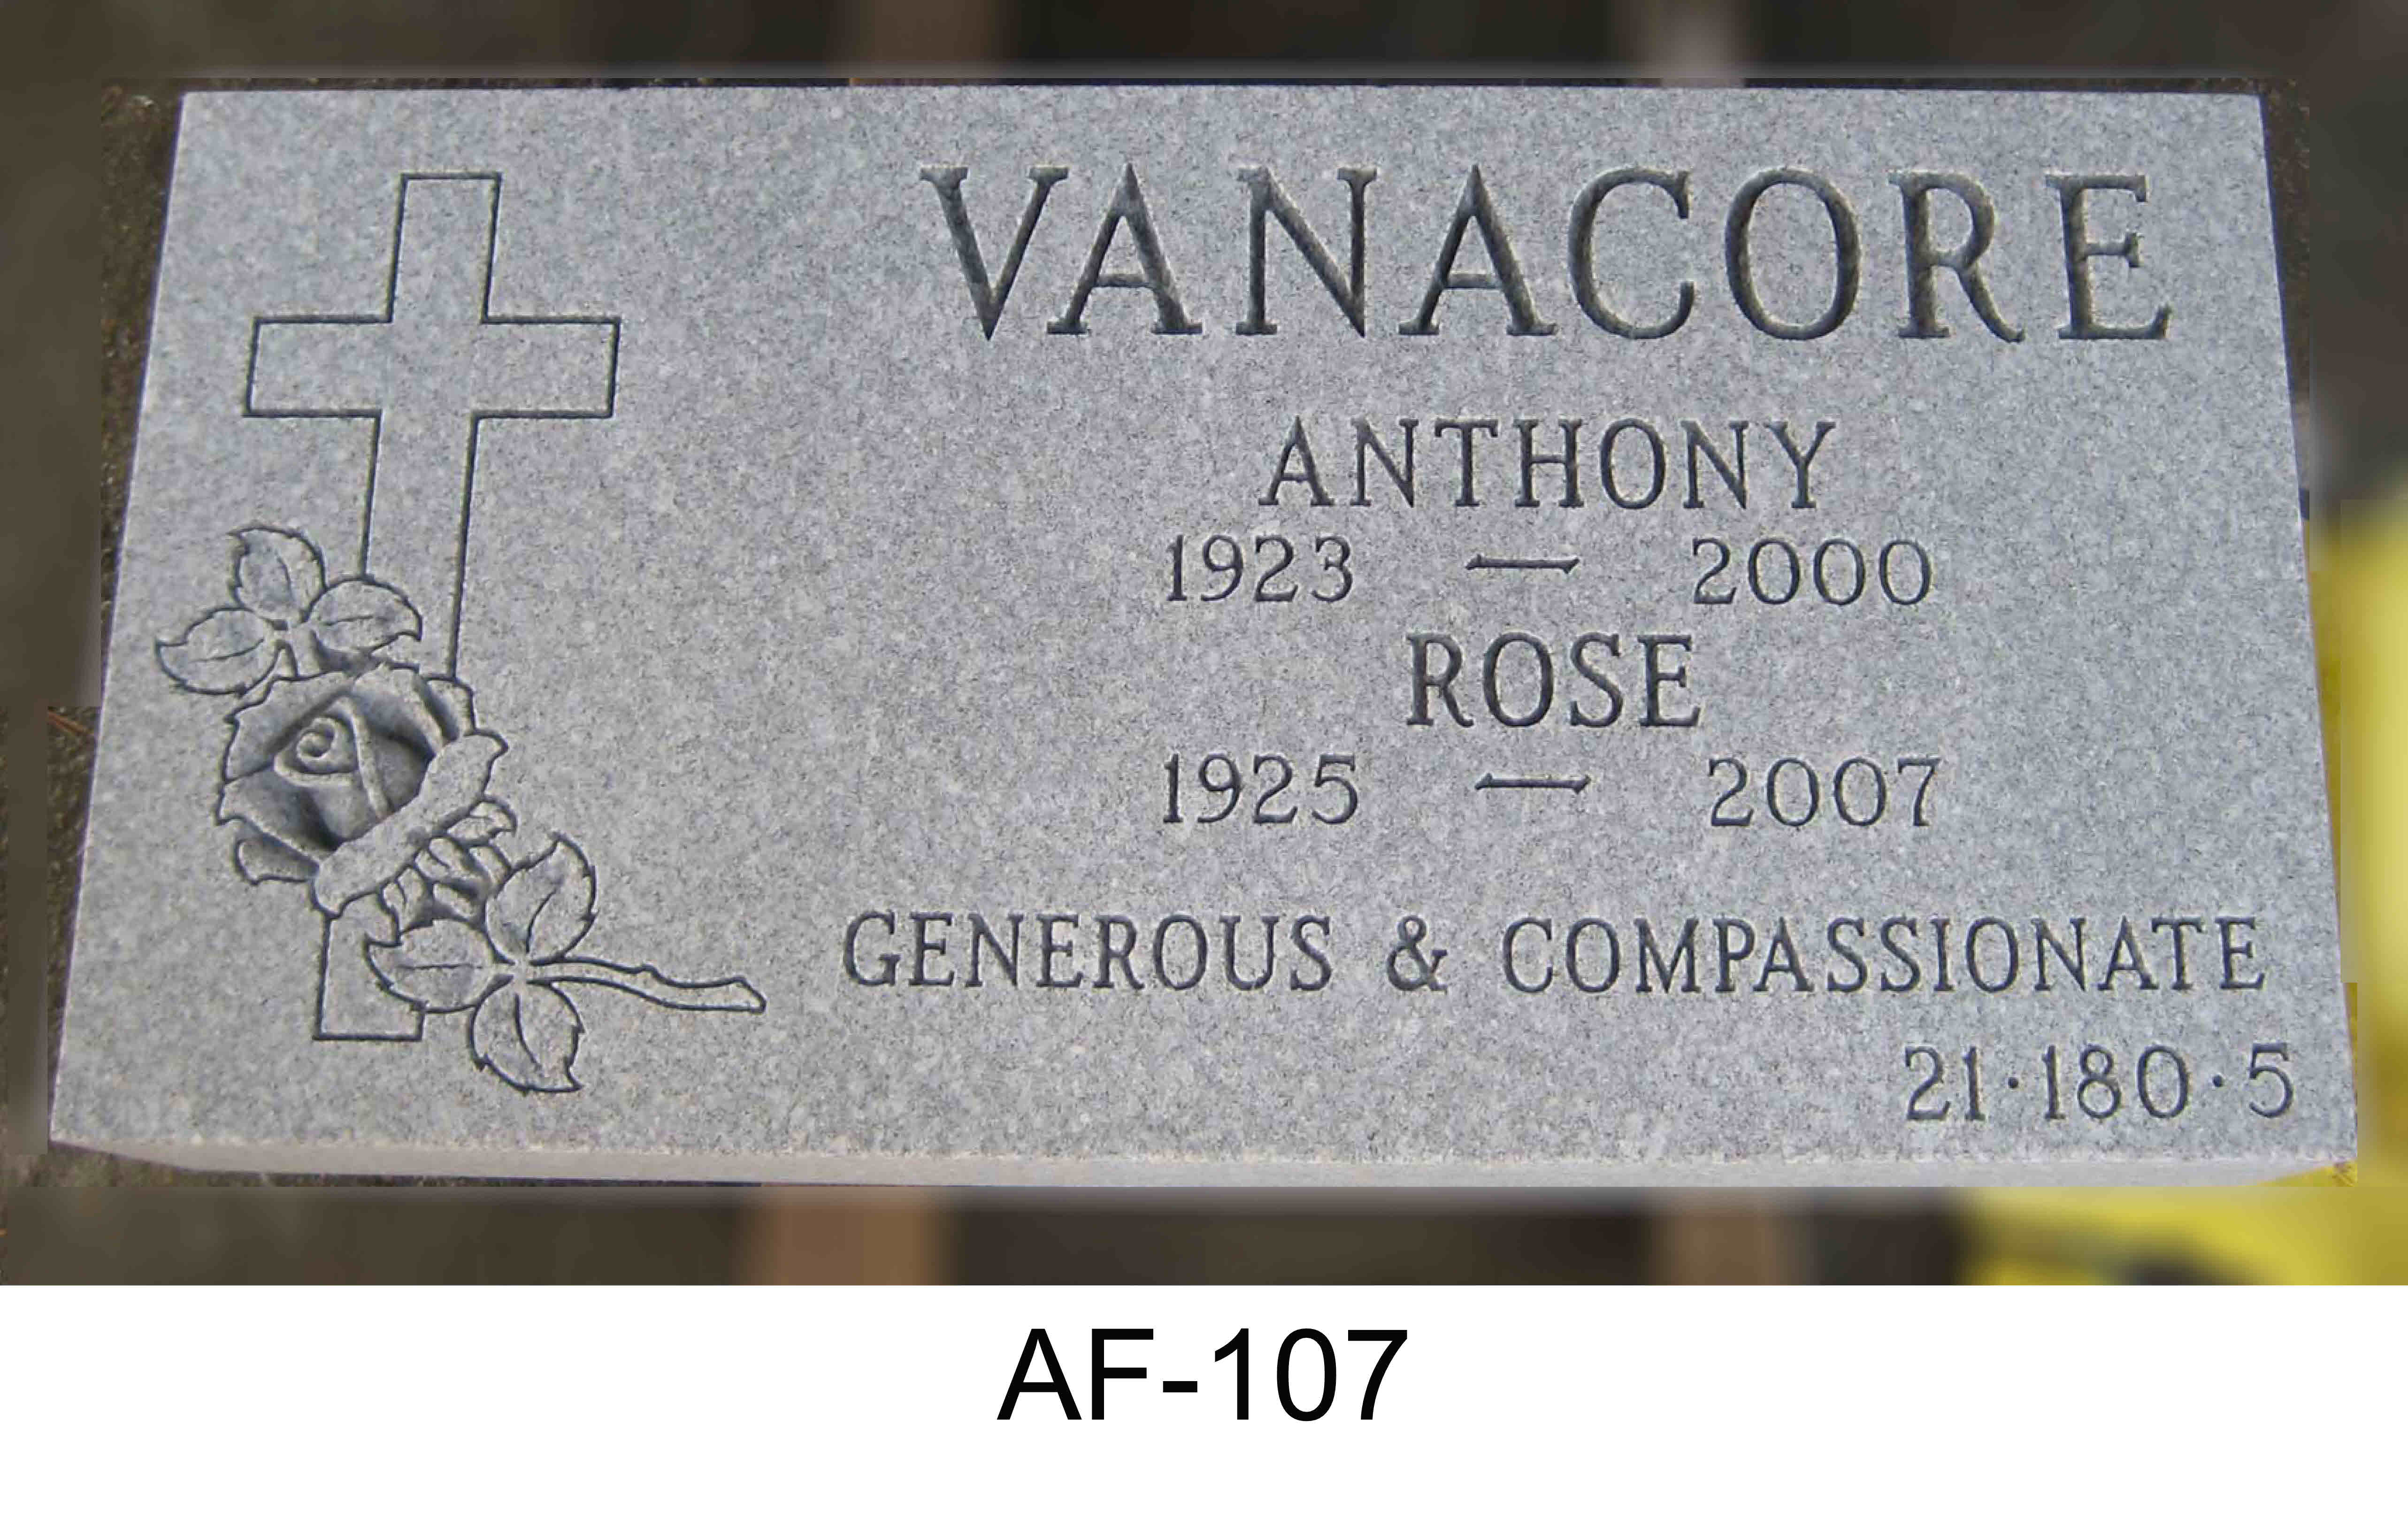 VANACORE
ANTHONY
1923 — 2000
ROSE
1925 — 2007
GENEROUS & COMPASSIONATE
21·180·5
AF-107